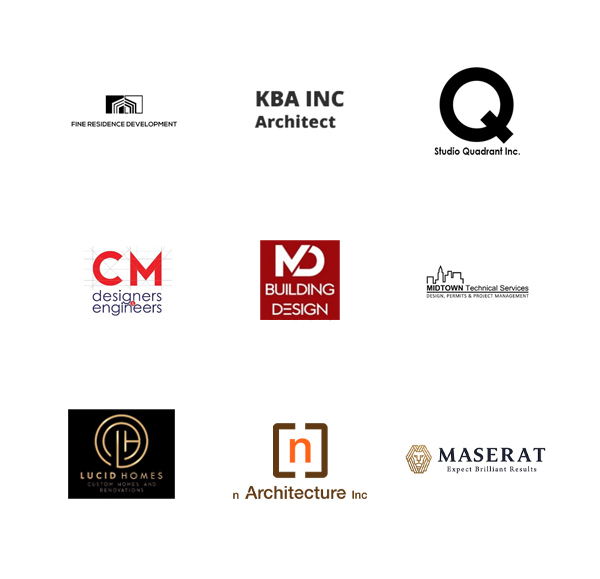 FINE RESIDENCE DEVELOPMENT
KBA INC
Architect
Q
Studio Quadrant Inc.
CM
designers
engineers
MD
BUILDING
DESIGN
MIDTOWN Technical Services
DESIGN, PERMITS & PROJECT MANAGEMENT
LUCID HOMES
CUSTOM HOMES AND
RENOVATIONS
n
n Architecture Inc
MASERAT
Expect Brilliant Results